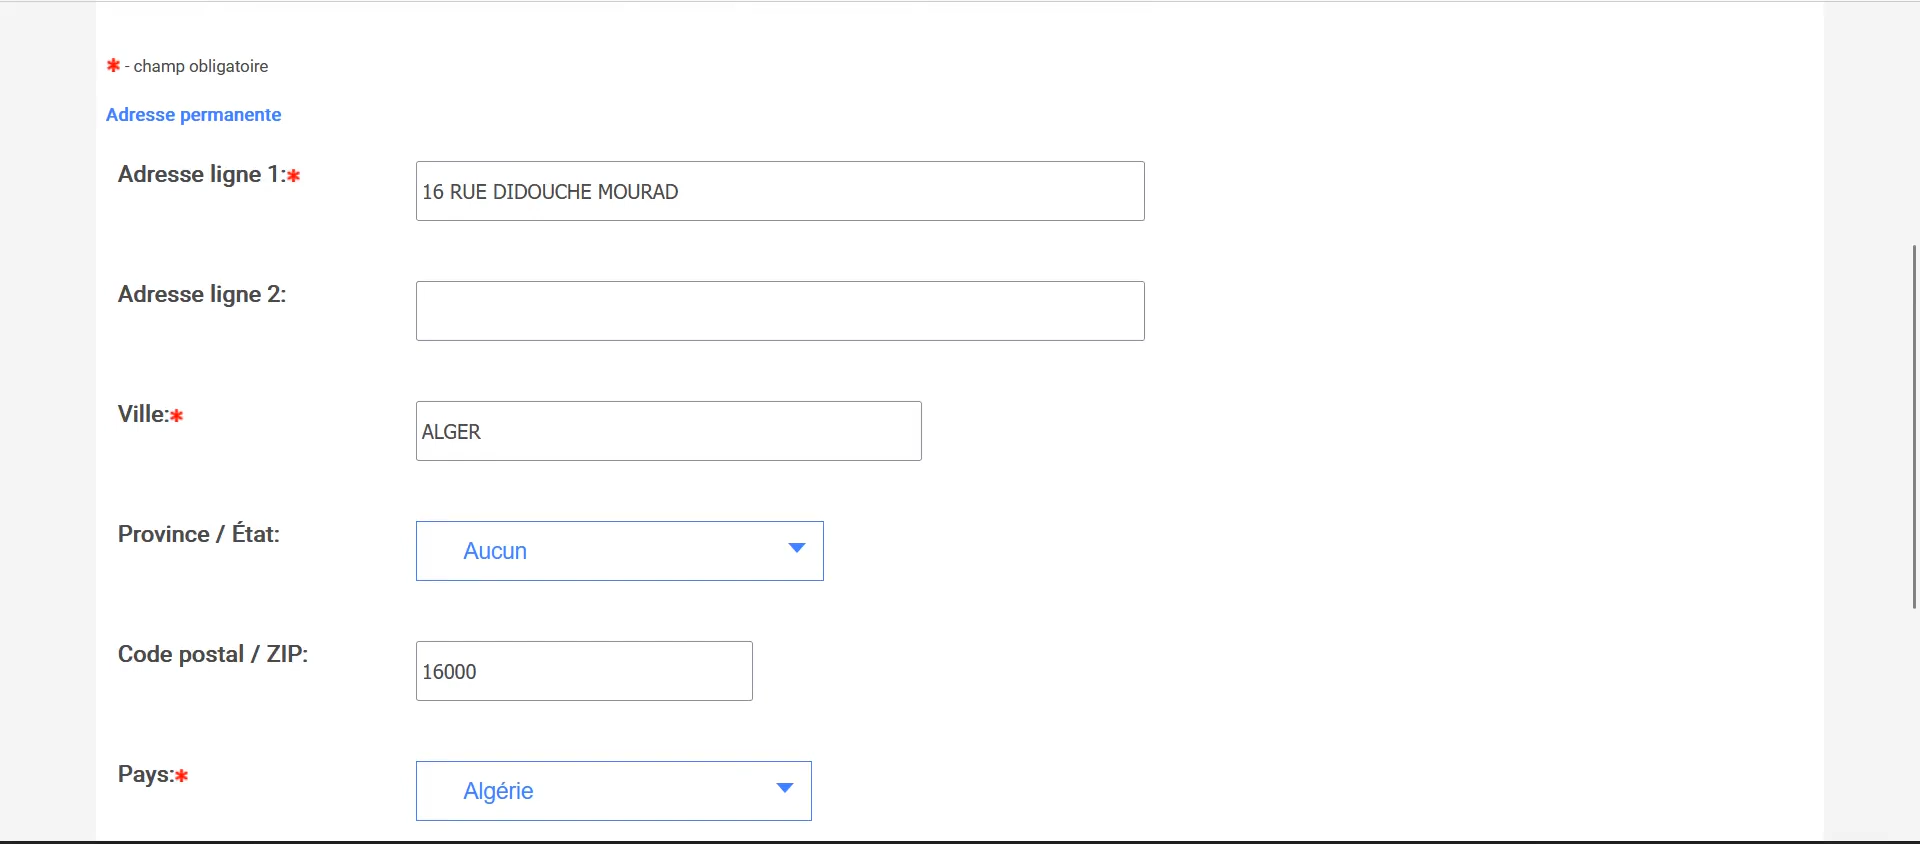 * - champ obligatoire
Adresse permanente
Adresse ligne 1:*
16 RUE DIDOUCHE MOURAD
Adresse ligne 2:
Ville:*
ALGER
Province / État:
Aucun
Code postal / ZIP:
16000
Pays:*
Algérie